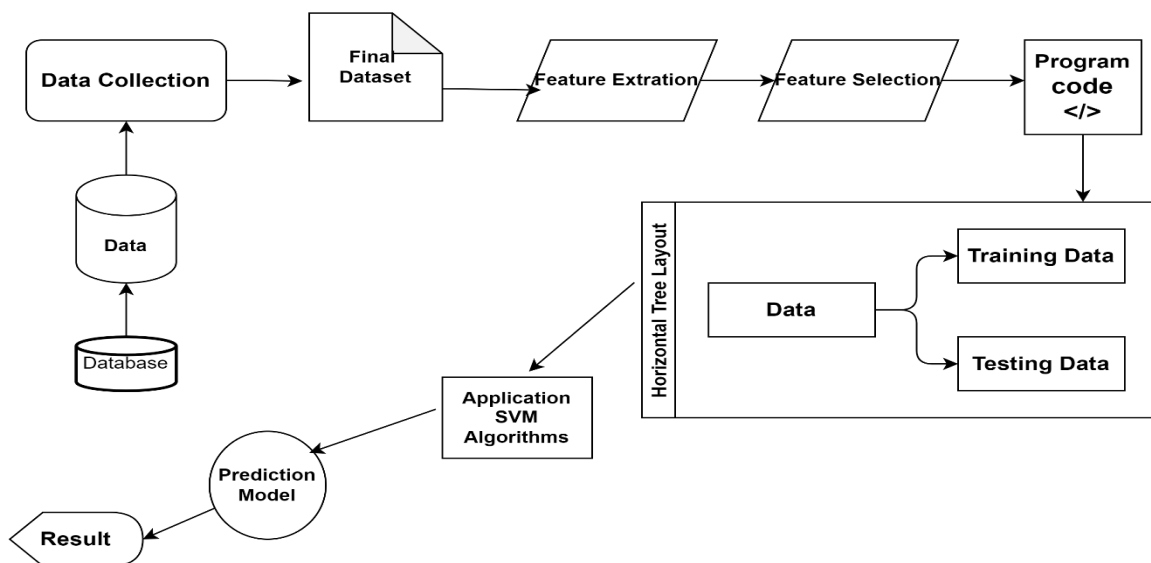 Data Collection
Final
Dataset
Feature Extration
Feature Selection
Program
code
</>
Data
Database
Horizontal Tree Layout
Data
Training Data
Testing Data
Application
SVM
Algorithms
Prediction
Model
Result